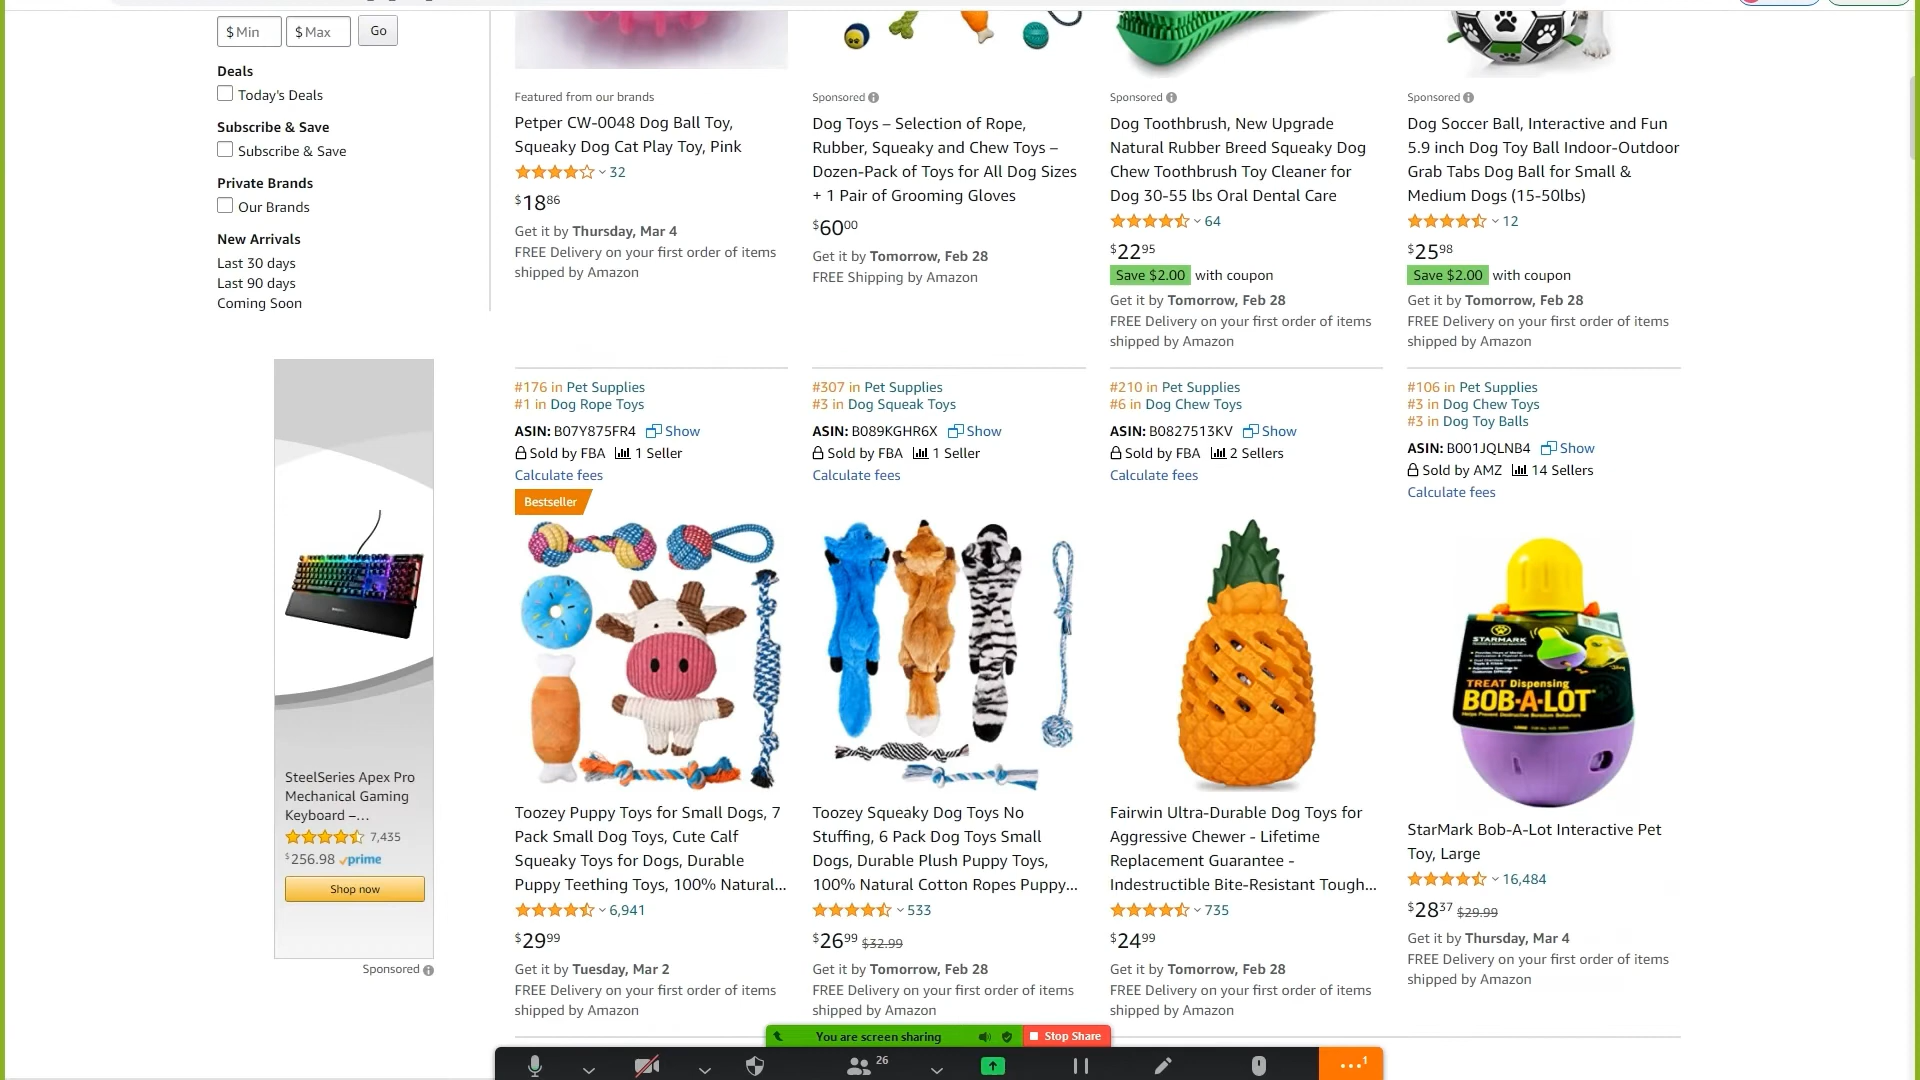 $ Min
$ Max
Go
Deals
Today's Deals
Subscribe & Save
Subscribe & Save
Private Brands
Our Brands
New Arrivals
Last 30 days
Last 90 days
Coming Soon
SteelSeries Apex Pro
Mechanical Gaming
Keyboard –...
7,435
$256.98 prime
Shop now
Sponsored
Featured from our brands
Petper CW-0048 Dog Ball Toy,
Squeaky Dog Cat Play Toy, Pink
32
$18 86
Get it by Thursday, Mar 4
FREE Delivery on your first order of items
shipped by Amazon
Sponsored
Dog Toys – Selection of Rope,
Rubber, Squeaky and Chew Toys –
Dozen-Pack of Toys for All Dog Sizes
+ 1 Pair of Grooming Gloves
$60 00
Get it by Tomorrow, Feb 28
FREE Shipping by Amazon
Sponsored
Dog Toothbrush, New Upgrade
Natural Rubber Breed Squeaky Dog
Chew Toothbrush Toy Cleaner for
Dog 30-55 lbs Oral Dental Care
64
$22 95
Save $2.00 with coupon
Get it by Tomorrow, Feb 28
FREE Delivery on your first order of items
shipped by Amazon
Sponsored
Dog Soccer Ball, Interactive and Fun
5.9 inch Dog Toy Ball Indoor-Outdoor
Grab Tabs Dog Ball for Small &
Medium Dogs (15-50lbs)
12
$25 98
Save $2.00 with coupon
Get it by Tomorrow, Feb 28
FREE Delivery on your first order of items
shipped by Amazon
#176 in Pet Supplies
#1 in Dog Rope Toys
ASIN: B07Y875FR4 Show
Sold by FBA 1 Seller
Calculate fees
Bestseller
Toozey Puppy Toys for Small Dogs, 7
Pack Small Dog Toys, Cute Calf
Squeaky Toys for Dogs, Durable
Puppy Teething Toys, 100% Natural...
6,941
$29 99
Get it by Tuesday, Mar 2
FREE Delivery on your first order of items
shipped by Amazon
#307 in Pet Supplies
#3 in Dog Squeak Toys
ASIN: B089KGHR6X Show
Sold by FBA 1 Seller
Calculate fees
Toozey Squeaky Dog Toys No
Stuffing, 6 Pack Dog Toys Small
Dogs, Durable Plush Puppy Toys,
100% Natural Cotton Ropes Puppy...
533
$26 99 $32.99
Get it by Tomorrow, Feb 28
FREE Delivery on your first order of items
shipped by Amazon
#210 in Pet Supplies
#6 in Dog Chew Toys
ASIN: B0827513KV Show
Sold by FBA 2 Sellers
Calculate fees
Fairwin Ultra-Durable Dog Toys for
Aggressive Chewer - Lifetime
Replacement Guarantee -
Indestructible Bite-Resistant Tough...
735
$24 99
Get it by Tomorrow, Feb 28
FREE Delivery on your first order of items
shipped by Amazon
#106 in Pet Supplies
#3 in Dog Chew Toys
#3 in Dog Toy Balls
ASIN: B001JQLNB4 Show
Sold by AMZ 14 Sellers
Calculate fees
STARMARK
TREAT Dispensing
BOB-A-LOT
StarMark Bob-A-Lot Interactive Pet
Toy, Large
16,484
$28 37 $29.99
Get it by Thursday, Mar 4
FREE Delivery on your first order of items
shipped by Amazon
You are screen sharing
Stop Share
26
1